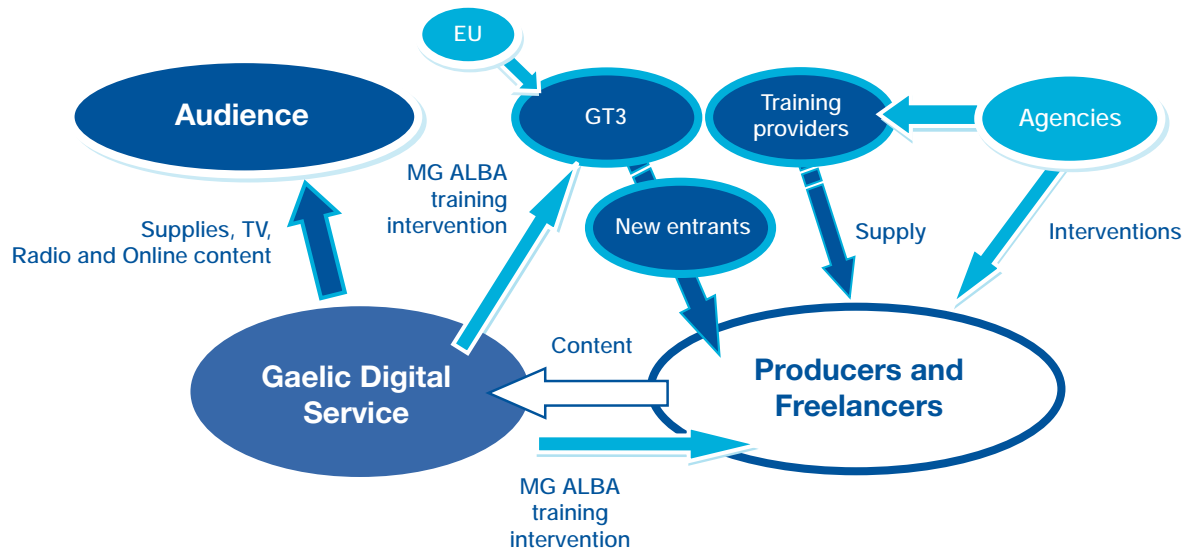 EU
Audience
GT3
Training
providers
Agencies
MG ALBA
training
intervention
New entrants
Supplies, TV,
Radio and Online content
Supply
Interventions
Content
Gaelic Digital
Service
Producers and
Freelancers
MG ALBA
training
intervention